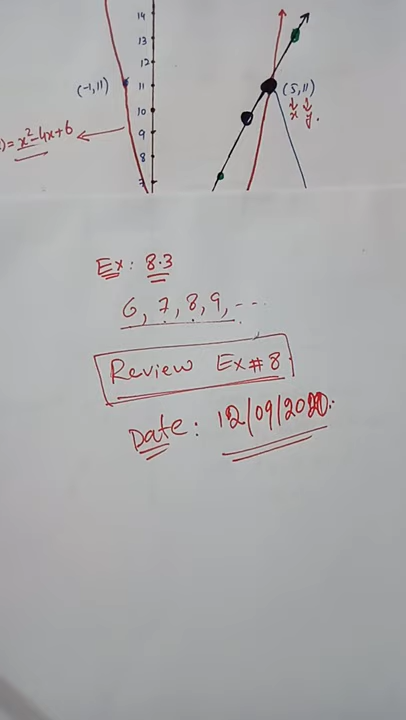 14
13
12
(-1,11) 11 (5,11)
10 x y.
)= x²-4x+6 9
8
7
Ex: 8.3
6, 7, 8, 9, ---
Review Ex#8.
Date: 12/09/2020.